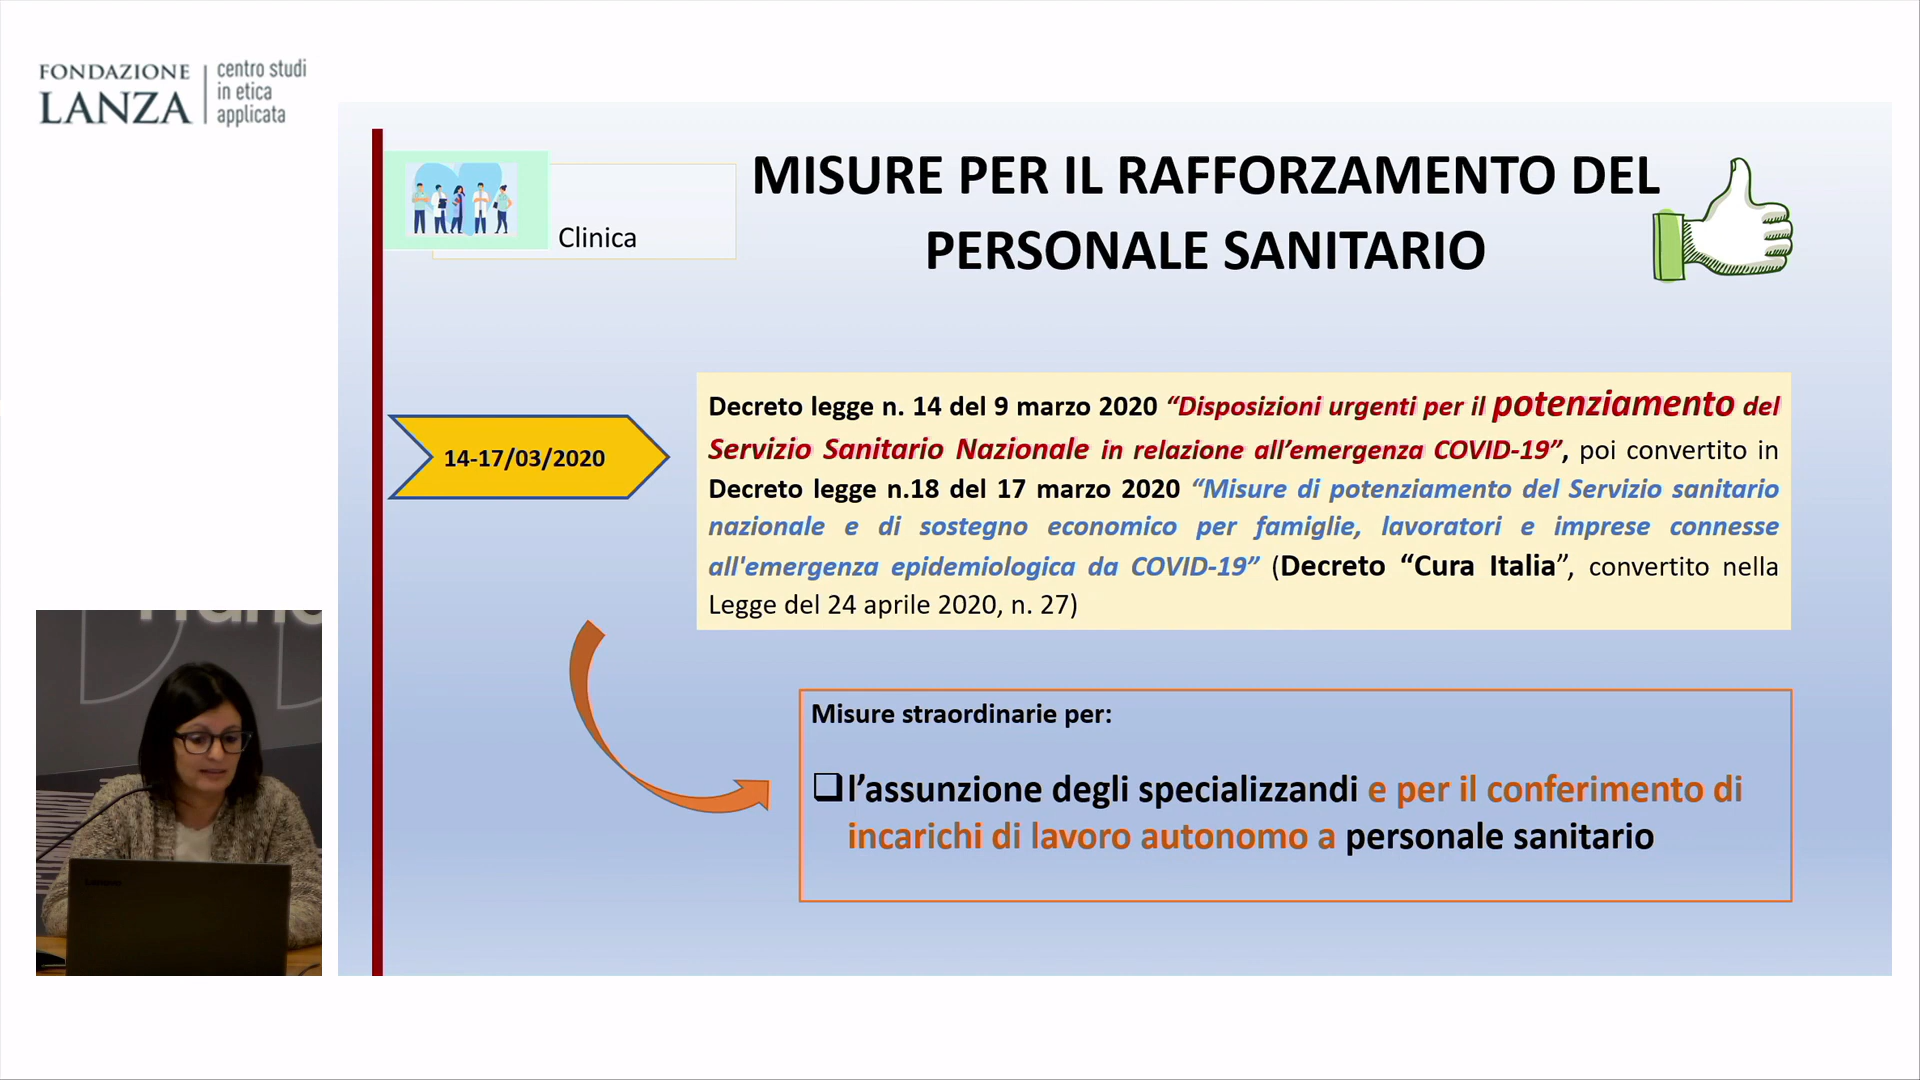 FONDAZIONE
LANZA
centro studi
in etica
applicata
Clinica
MISURE PER IL RAFFORZAMENTO DEL
PERSONALE SANITARIO
14-17/03/2020
Decreto legge n. 14 del 9 marzo 2020 “Disposizioni urgenti per il potenziamento del
Servizio Sanitario Nazionale in relazione all’emergenza COVID-19”, poi convertito in
Decreto legge n.18 del 17 marzo 2020 “Misure di potenziamento del Servizio sanitario
nazionale e di sostegno economico per famiglie, lavoratori e imprese connesse
all'emergenza epidemiologica da COVID-19” (Decreto “Cura Italia”, convertito nella
Legge del 24 aprile 2020, n. 27)
Misure straordinarie per:
❑l’assunzione degli specializzandi e per il conferimento di
incarichi di lavoro autonomo a personale sanitario